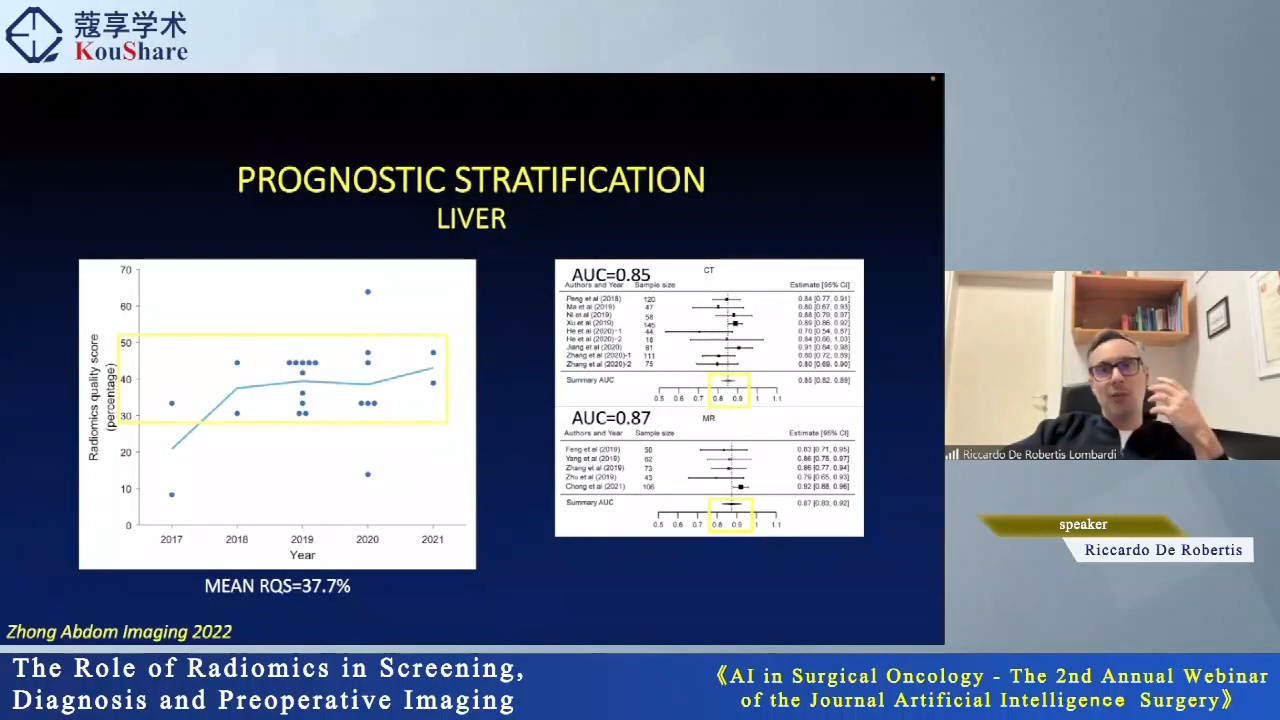 蔻享学术
KouShare
PROGNOSTIC STRATIFICATION
LIVER
70
60
50
40
30
20
10
0
Radiomics quality score
(percentage)
2017 2018 2019 2020 2021
Year
MEAN RQS=37.7%
AUC=0.85 CT
Authors and Year Sample size Estimate [95% CI]
Peng et al (2018) 120 0.84 [0.77, 0.91]
Ma et al (2019) 47 0.80 [0.67, 0.93]
Ni et al (2019) 58 0.88 [0.79, 0.97]
Xu et al (2019) 145 0.89 [0.86, 0.92]
He et al (2020)-1 44 0.70 [0.54, 0.87]
He et al (2020)-2 18 0.84 [0.66, 1.03]
Jiang et al (2020) 81 0.91 [0.84, 0.98]
Zhang et al (2020)-1 111 0.80 [0.72, 0.89]
Zhang et al (2020)-2 75 0.80 [0.69, 0.90]
Summary AUC 0.85 [0.82, 0.89]
0.5 0.6 0.7 0.8 0.9 1 1.1
AUC=0.87 MR
Authors and Year Sample size Estimate [95% CI]
Feng et al (2019) 50 0.83 [0.71, 0.95]
Yang et al (2019) 62 0.86 [0.75, 0.97]
Zhang et al (2019) 73 0.86 [0.77, 0.94]
Zhu et al (2019) 43 0.79 [0.65, 0.93]
Chong et al (2021) 106 0.92 [0.88, 0.96]
Summary AUC 0.87 [0.83, 0.92]
0.5 0.6 0.7 0.8 0.9 1 1.1
Zhong Abdom Imaging 2022
Riccardo De Robertis Lombardi
speaker
Riccardo De Robertis
The Role of Radiomics in Screening,
Diagnosis and Preoperative Imaging
《AI in Surgical Oncology - The 2nd Annual Webinar
of the Journal Artificial Intelligence Surgery》